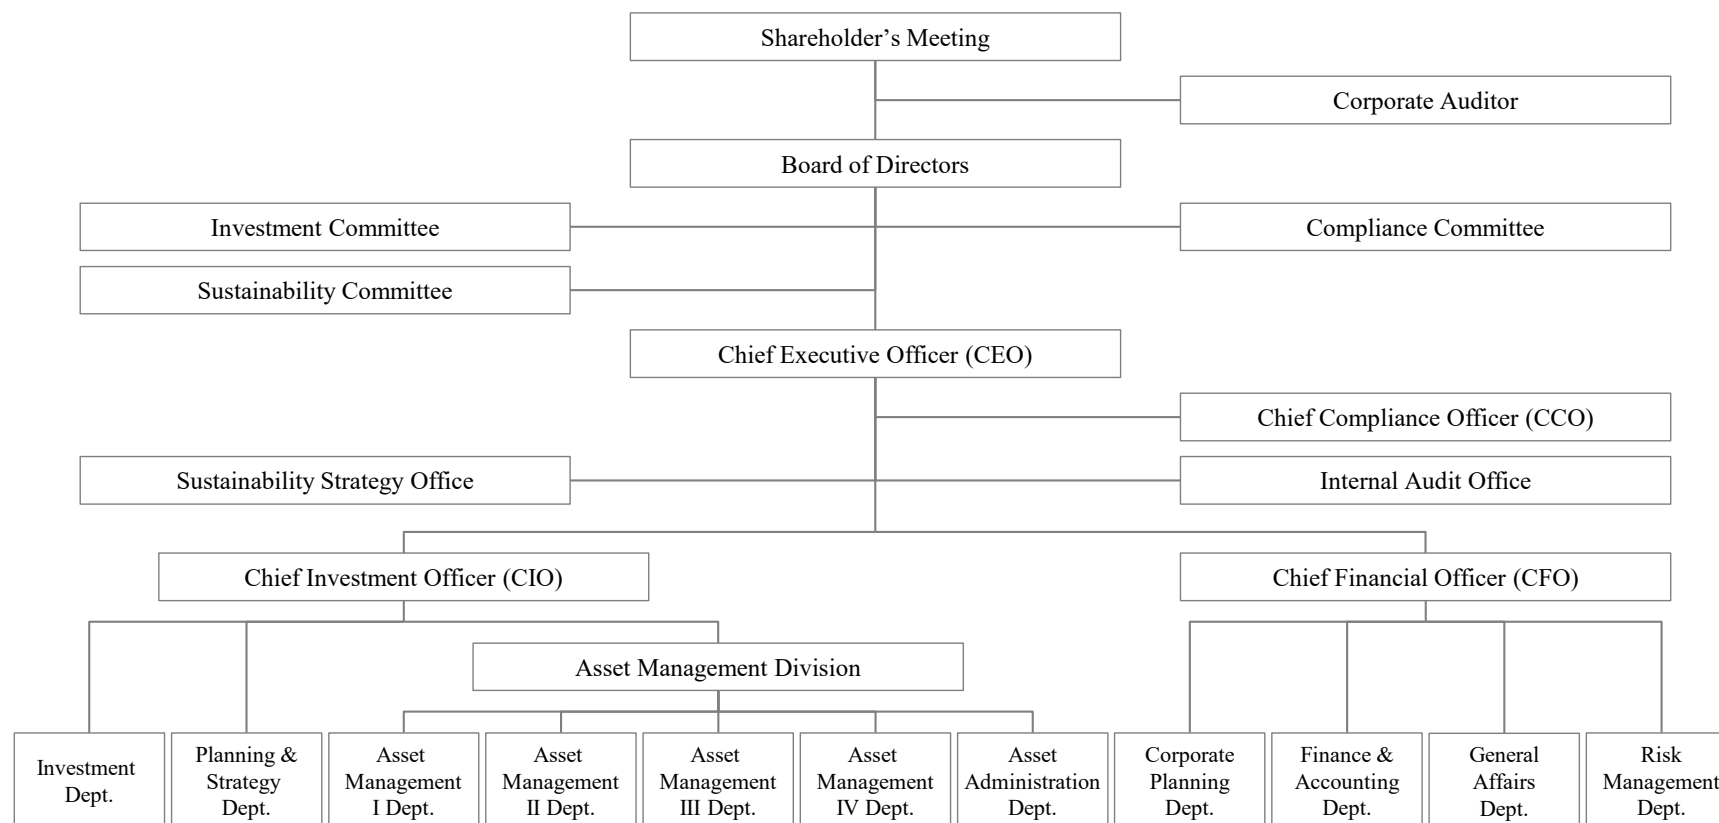 Shareholder’s Meeting
Corporate Auditor
Board of Directors
Investment Committee
Compliance Committee
Sustainability Committee
Chief Executive Officer (CEO)
Chief Compliance Officer (CCO)
Sustainability Strategy Office
Internal Audit Office
Chief Investment Officer (CIO)
Chief Financial Officer (CFO)
Asset Management Division
Investment
Dept.
Planning &
Strategy
Dept.
Asset
Management
I Dept.
Asset
Management
II Dept.
Asset
Management
III Dept.
Asset
Management
IV Dept.
Asset
Administration
Dept.
Corporate
Planning
Dept.
Finance &
Accounting
Dept.
General
Affairs
Dept.
Risk
Management
Dept.